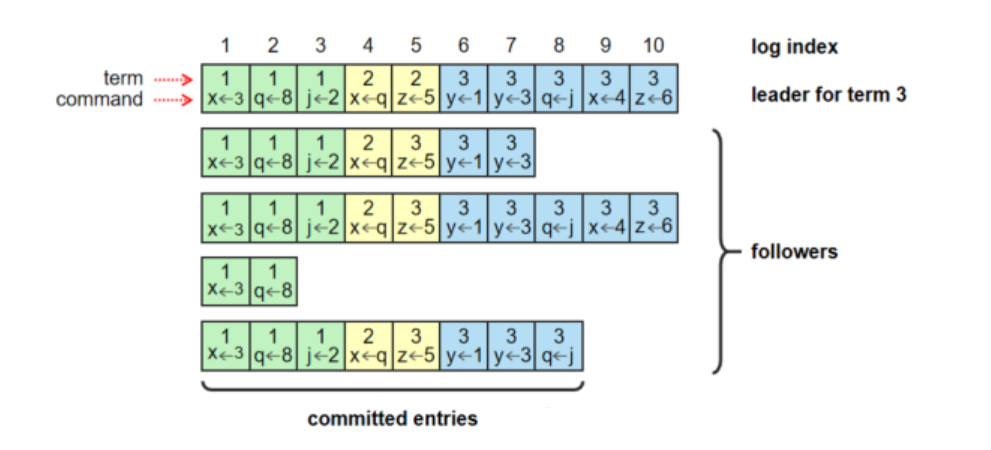 1 2 3 4 5 6 7 8 9 10 log index
term 1 1 1 2 2 3 3 3 3 3
command x←3 q←8 j←2 x←q z←5 y←1 y←3 q←j x←4 z←6 leader for term 3
1 1 1 2 3 3 3
x←3 q←8 j←2 x←q z←5 y←1 y←3
1 1 1 2 3 3 3 3 3 3
x←3 q←8 j←2 x←q z←5 y←1 y←3 q←j x←4 z←6
followers
1 1
x←3 q←8
1 1 1 2 3 3 3 3
x←3 q←8 j←2 x←q z←5 y←1 y←3 q←j
committed entries